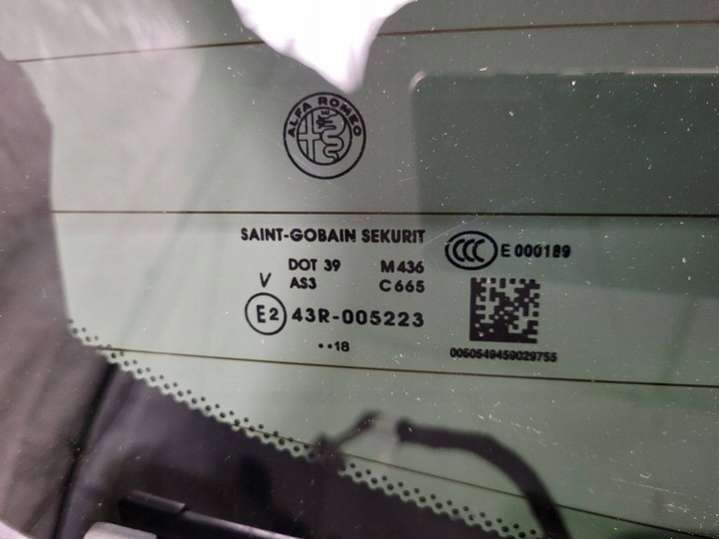 ALFA ROMEO
SAINT-GOBAIN SEKURIT
CCC E 000189
DOT 39 M436
V AS3 C665
E2 43R-005223
••18
0050549459029755